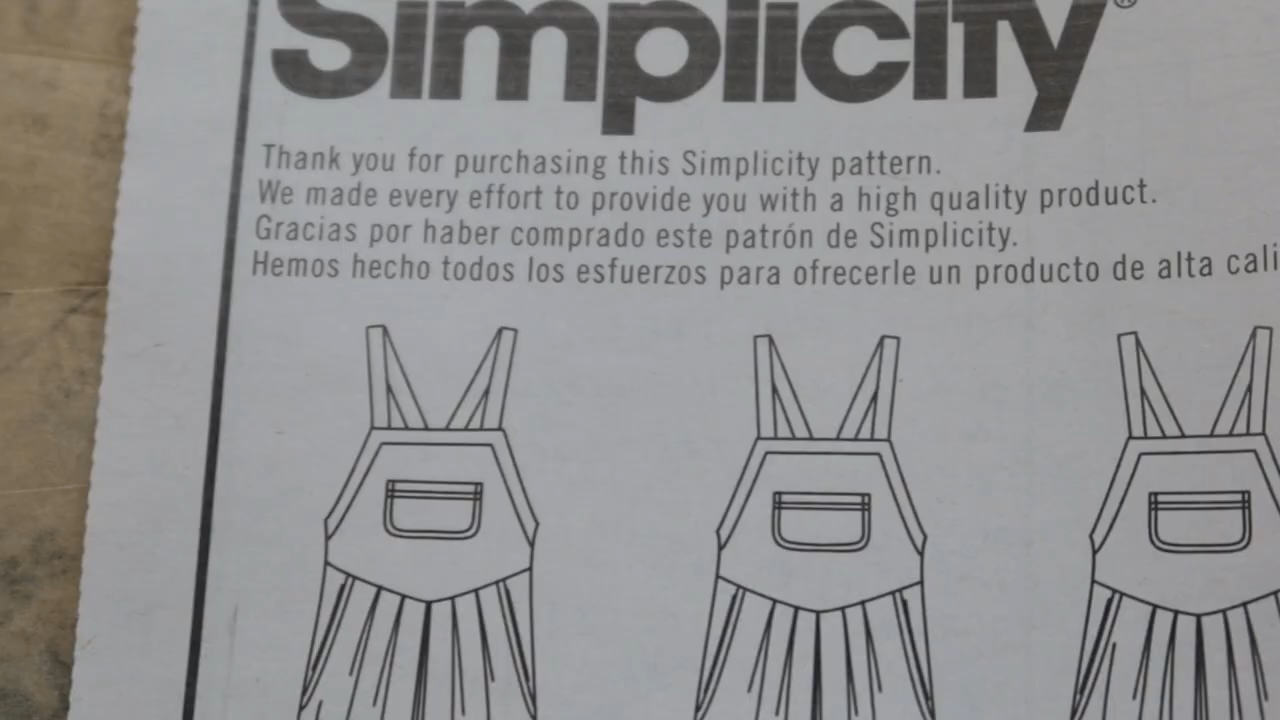 Simplicity®
Thank you for purchasing this Simplicity pattern.
We made every effort to provide you with a high quality product.
Gracias por haber comprado este patrón de Simplicity.
Hemos hecho todos los esfuerzos para ofrecerle un producto de alta cali